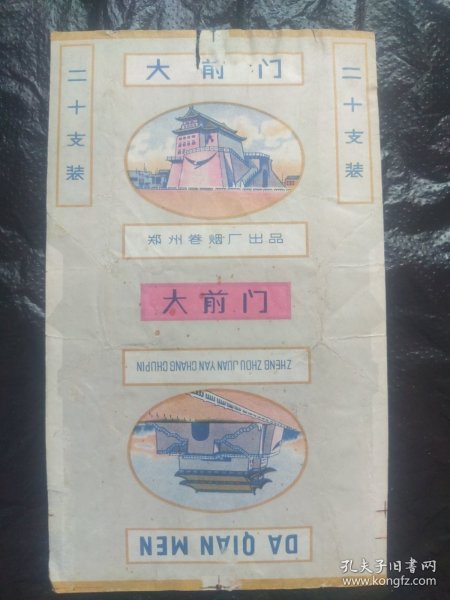 大前门
二十支装
二十支装
郑州卷烟厂出品
大前门
ZHENG ZHOU JUAN YAN CHANG CHUPIN
DA QIAN MEN
孔夫子旧书网
www.kongfz.com